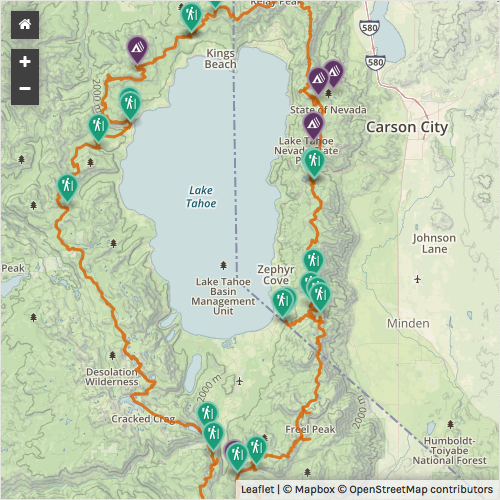 Relay Peak
+
−
Kings
Beach
580
2000 m
580
State of Nevada
Carson City
Lake Tahoe
Nevada State
Lake
Tahoe
Johnson
Lane
Peak
Zephyr
Cove
Lake Tahoe
Basin
Management
Unit
Minden
Desolation
Wilderness
2000 m
2000 m
Cracked Crag
Freel Peak
Humboldt-
Toiyabe
National Forest
Leaflet | © Mapbox © OpenStreetMap contributors